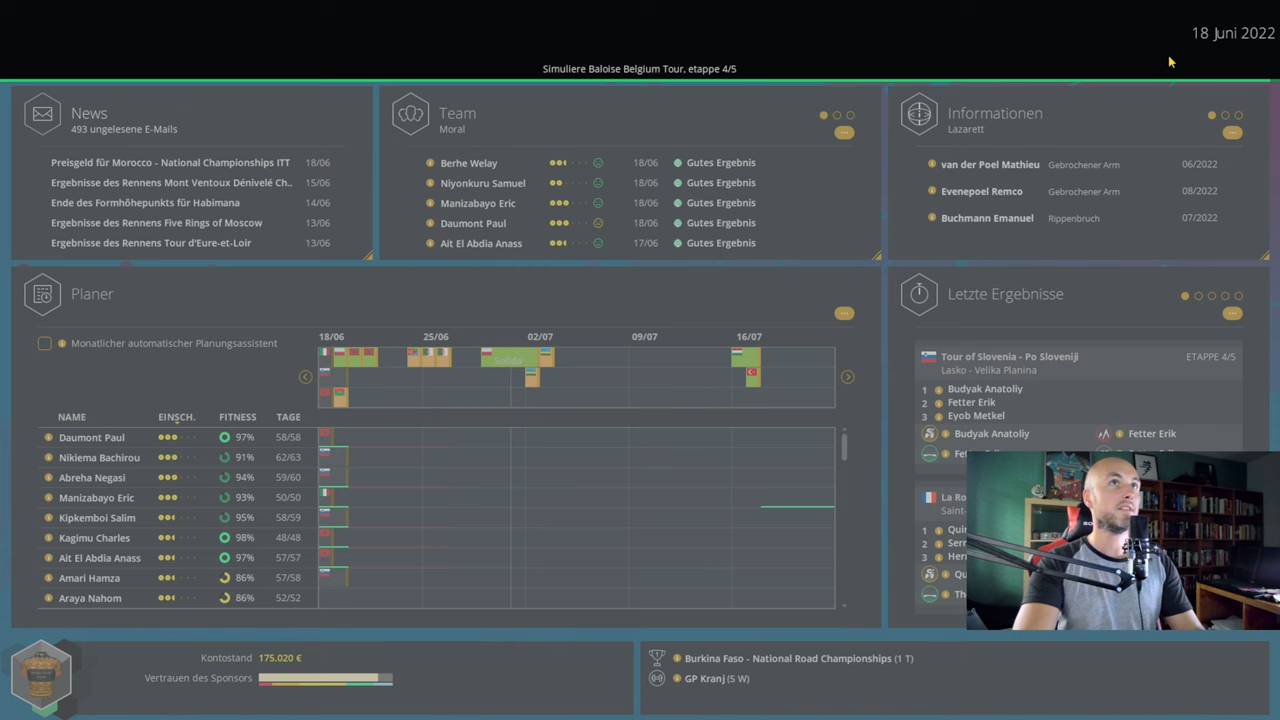 18 Juni 2022
Simuliere Baloise Belgium Tour, etappe 4/5
News
493 ungelesene E-Mails
Preisgeld für Morocco - National Championships ITT 18/06
Ergebnisse des Rennens Mont Ventoux Dénivelé Ch.. 15/06
Ende des Formhöhepunkts für Habimana 14/06
Ergebnisse des Rennens Five Rings of Moscow 13/06
Ergebnisse des Rennens Tour d'Eure-et-Loir 13/06
Team
Moral
Berhe Welay 18/06 Gutes Ergebnis
Niyonkuru Samuel 18/06 Gutes Ergebnis
Manizabayo Eric 18/06 Gutes Ergebnis
Daumont Paul 18/06 Gutes Ergebnis
Ait El Abdia Anass 17/06 Gutes Ergebnis
Informationen
Lazarett
van der Poel Mathieu Gebrochener Arm 06/2022
Evenepoel Remco Gebrochener Arm 08/2022
Buchmann Emanuel Rippenbruch 07/2022
Planer
Monatlicher automatischer Planungsassistent
18/06 25/06 02/07 09/07 16/07
NAME EINSCH. FITNESS TAGE
Daumont Paul 97% 58/58
Nikiema Bachirou 91% 62/63
Abreha Negasi 94% 59/60
Manizabayo Eric 93% 50/50
Kipkemboi Salim 95% 58/59
Kagimu Charles 98% 48/48
Ait El Abdia Anass 97% 57/57
Amari Hamza 86% 57/58
Araya Nahom 86% 52/52
Letzte Ergebnisse
Tour of Slovenia - Po Sloveniji ETAPPE 4/5
Lasko - Velika Planina
1 Budyak Anatoliy
2 Fetter Erik
3 Eyob Metkel
Budyak Anatoliy Fetter Erik
La Ro
Saint-
1 Quin
2 Serr
3 Her
Qu
Th
Kontostand 175.020 €
Vertrauen des Sponsors
Burkina Faso - National Road Championships (1 T)
GP Kranj (5 W)